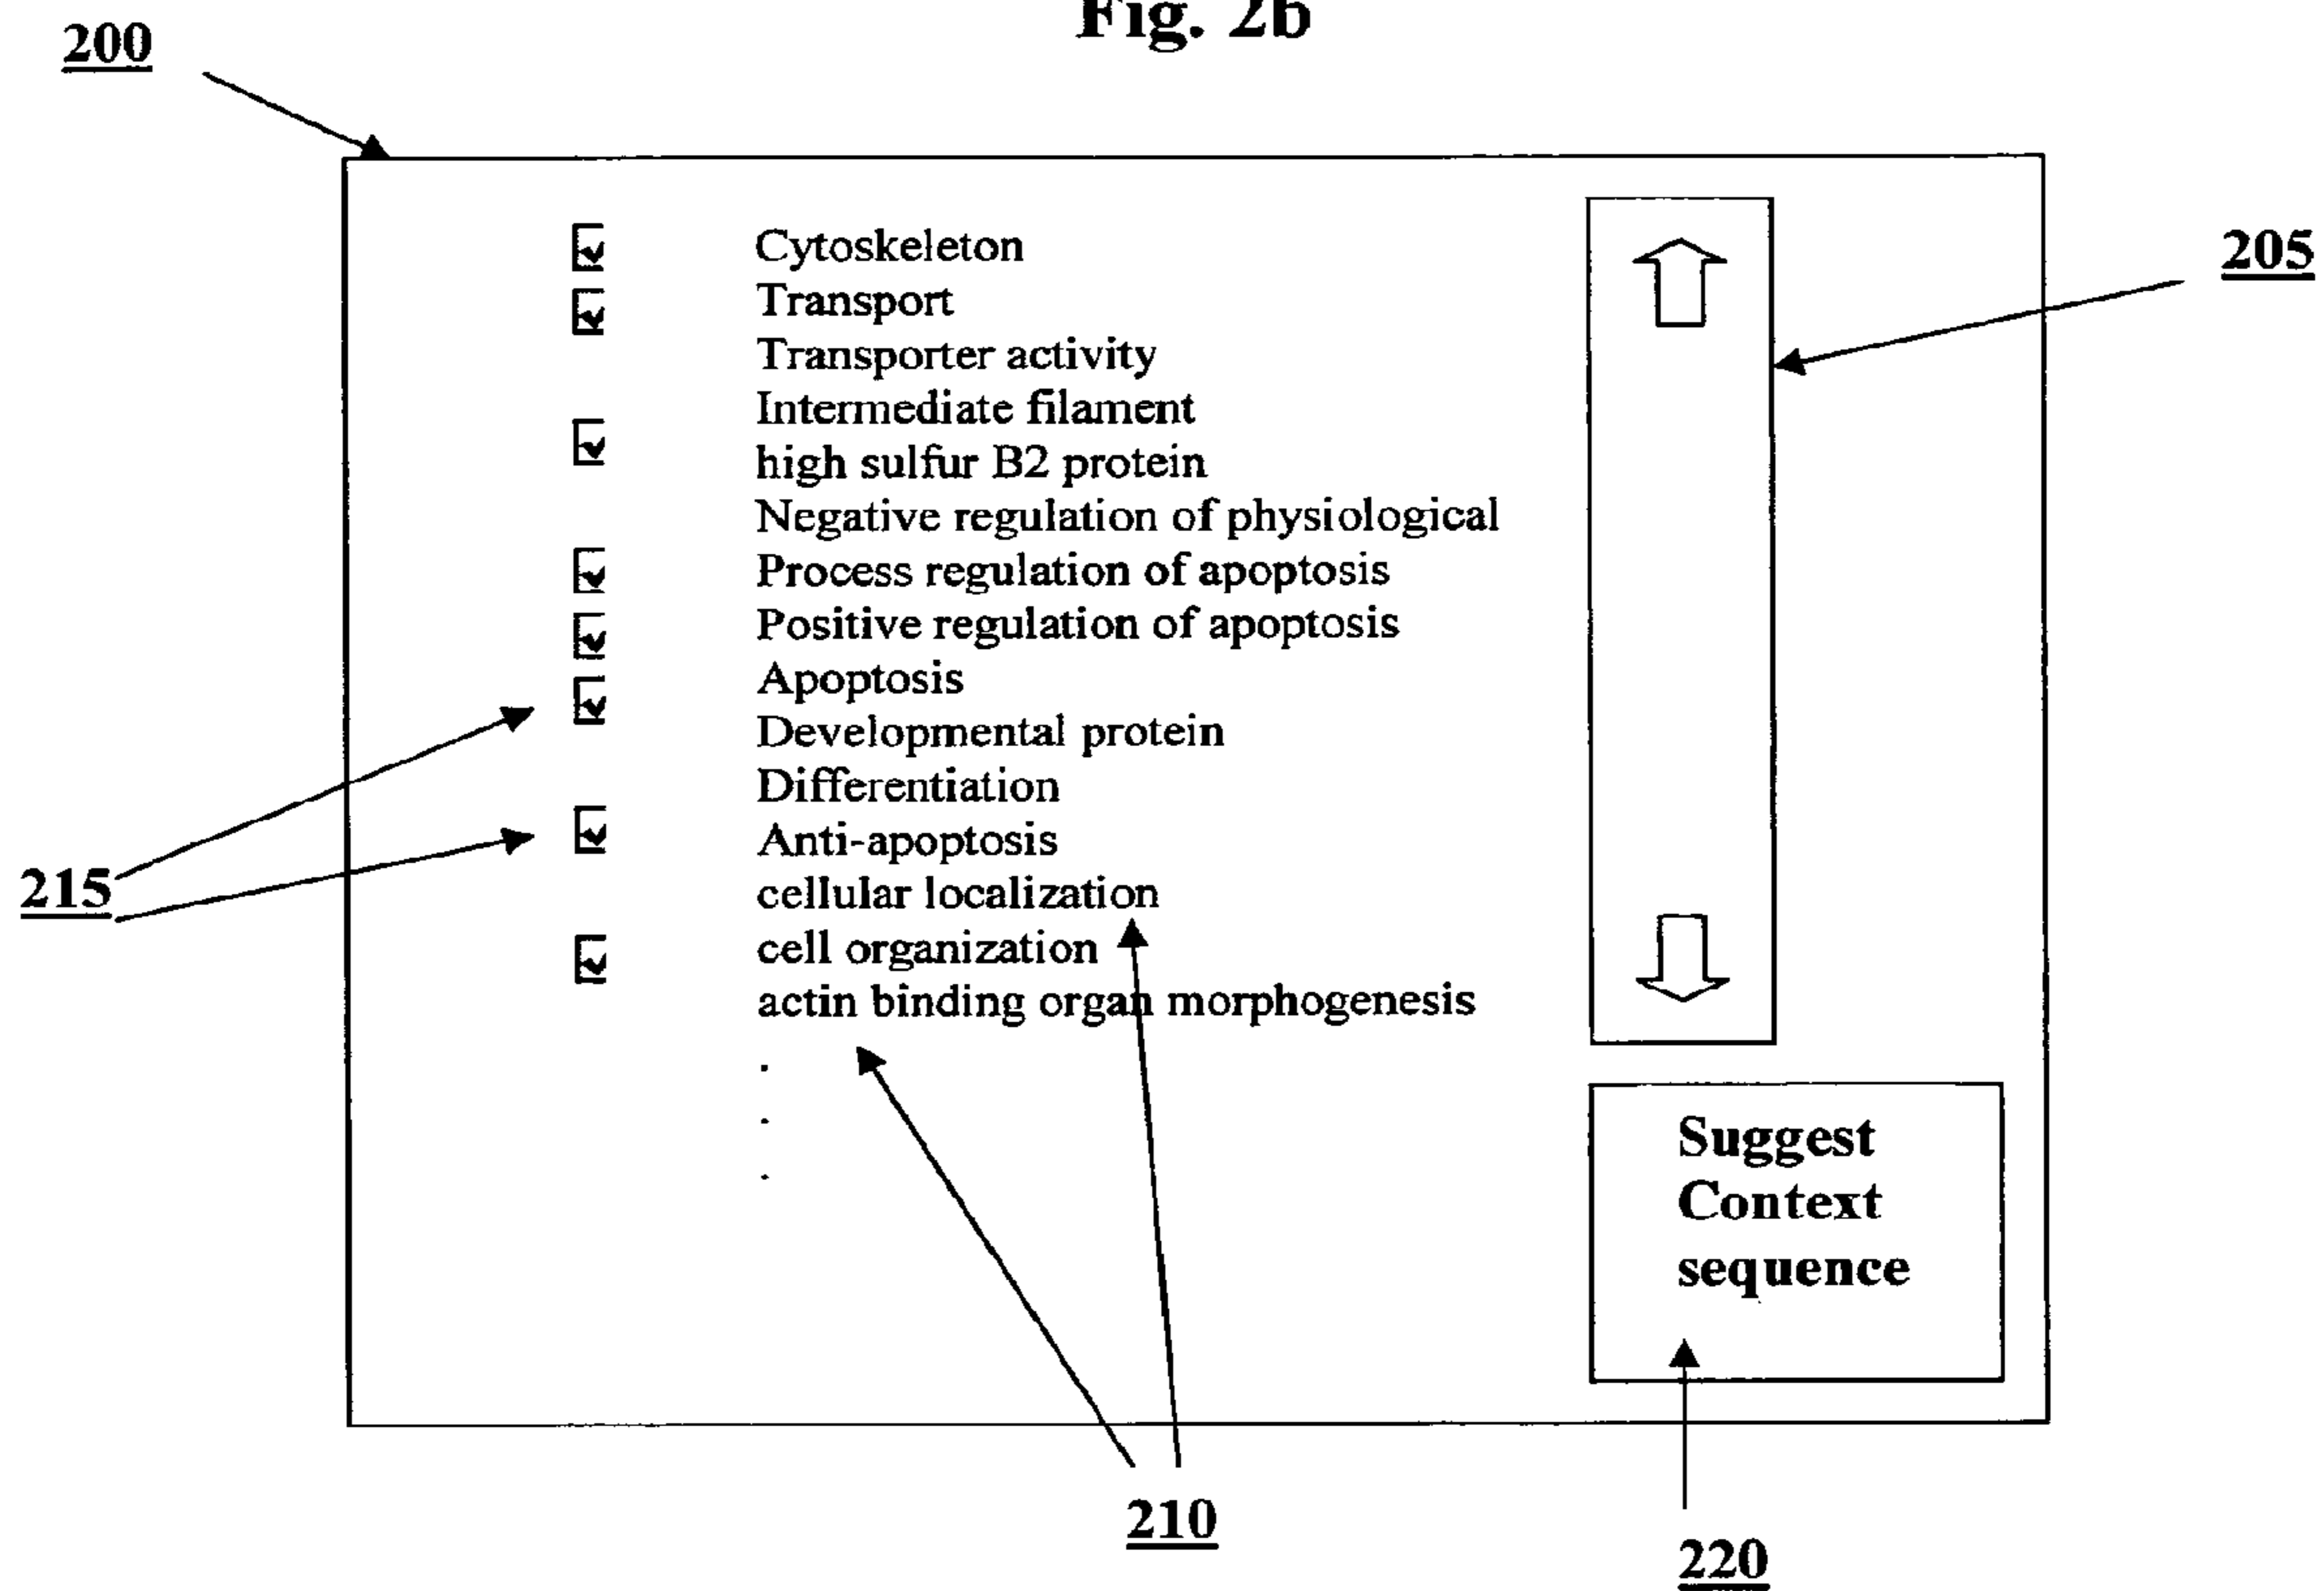 Fig. 2b
200
205
Cytoskeleton
Transport
Transporter activity
Intermediate filament
high sulfur B2 protein
Negative regulation of physiological
Process regulation of apoptosis
Positive regulation of apoptosis
Apoptosis
Developmental protein
Differentiation
Anti-apoptosis
cellular localization
cell organization
actin binding organ morphogenesis
.
.
.
215
Suggest
Context
sequence
210
220